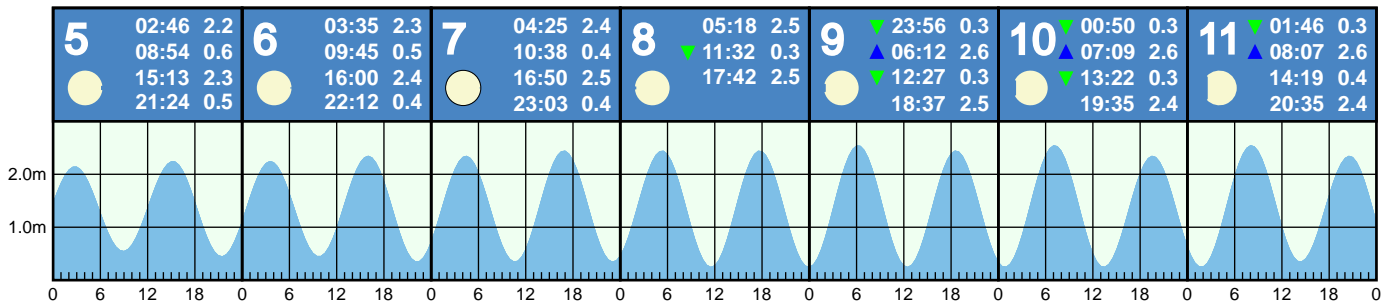 5 02:46 2.2
08:54 0.6
15:13 2.3
21:24 0.5
6 03:35 2.3
09:45 0.5
16:00 2.4
22:12 0.4
7 04:25 2.4
10:38 0.4
16:50 2.5
23:03 0.4
8 05:18 2.5
▼ 11:32 0.3
17:42 2.5
9 ▼ 23:56 0.3
▲ 06:12 2.6
▼ 12:27 0.3
18:37 2.5
10 ▼ 00:50 0.3
▲ 07:09 2.6
▼ 13:22 0.3
19:35 2.4
11 ▼ 01:46 0.3
▲ 08:07 2.6
14:19 0.4
20:35 2.4
2.0m
1.0m
0 6 12 18 0 6 12 18 0 6 12 18 0 6 12 18 0 6 12 18 0 6 12 18 0 6 12 18 0